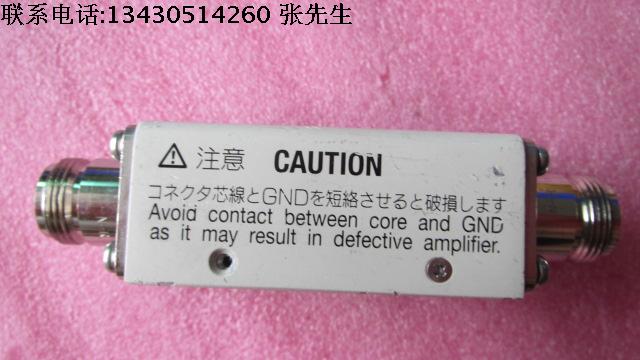 联系电话:13430514260 张先生
注意 CAUTION
コネクタ芯線とGNDを短絡させると破損します
Avoid contact between core and GND
as it may result in defective amplifier.